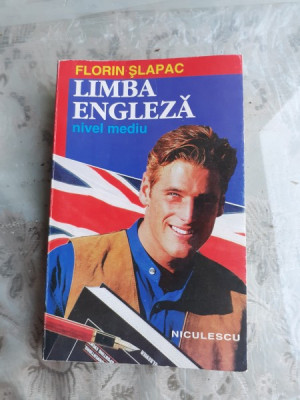 FLORIN ŞLAPAC
LIMBA
ENGLEZĂ
nivel mediu
NICULESCU